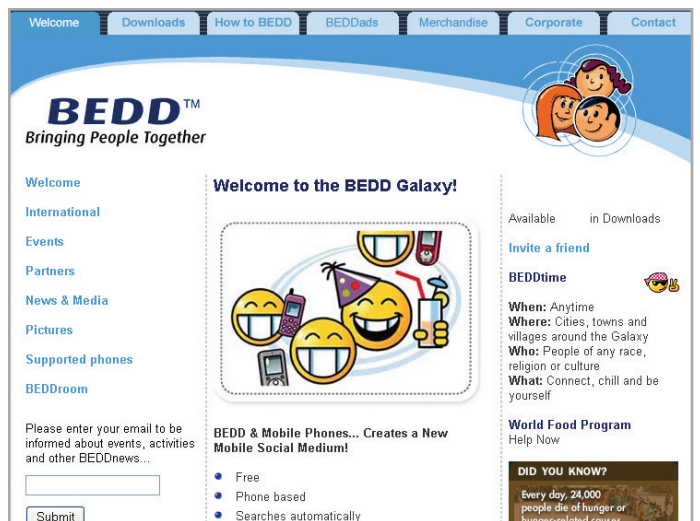 Welcome Downloads How to BEDD BEDDads Merchandise Corporate Contact
BEDD™
Bringing People Together
Welcome
International
Events
Partners
News & Media
Pictures
Supported phones
BEDDroom
Please enter your email to be
informed about events, activities
and other BEDDnews...
Submit
Welcome to the BEDD Galaxy!
BEDD & Mobile Phones... Creates a New
Mobile Social Medium!
Free
Phone based
Searches automatically
Available in Downloads
Invite a friend
BEDDtime
When: Anytime
Where: Cities, towns and
villages around the Galaxy
Who: People of any race,
religion or culture
What: Connect, chill and be
yourself
World Food Program
Help Now
DID YOU KNOW?
Every day, 24,000
people die of hunger or
hunger-related causes